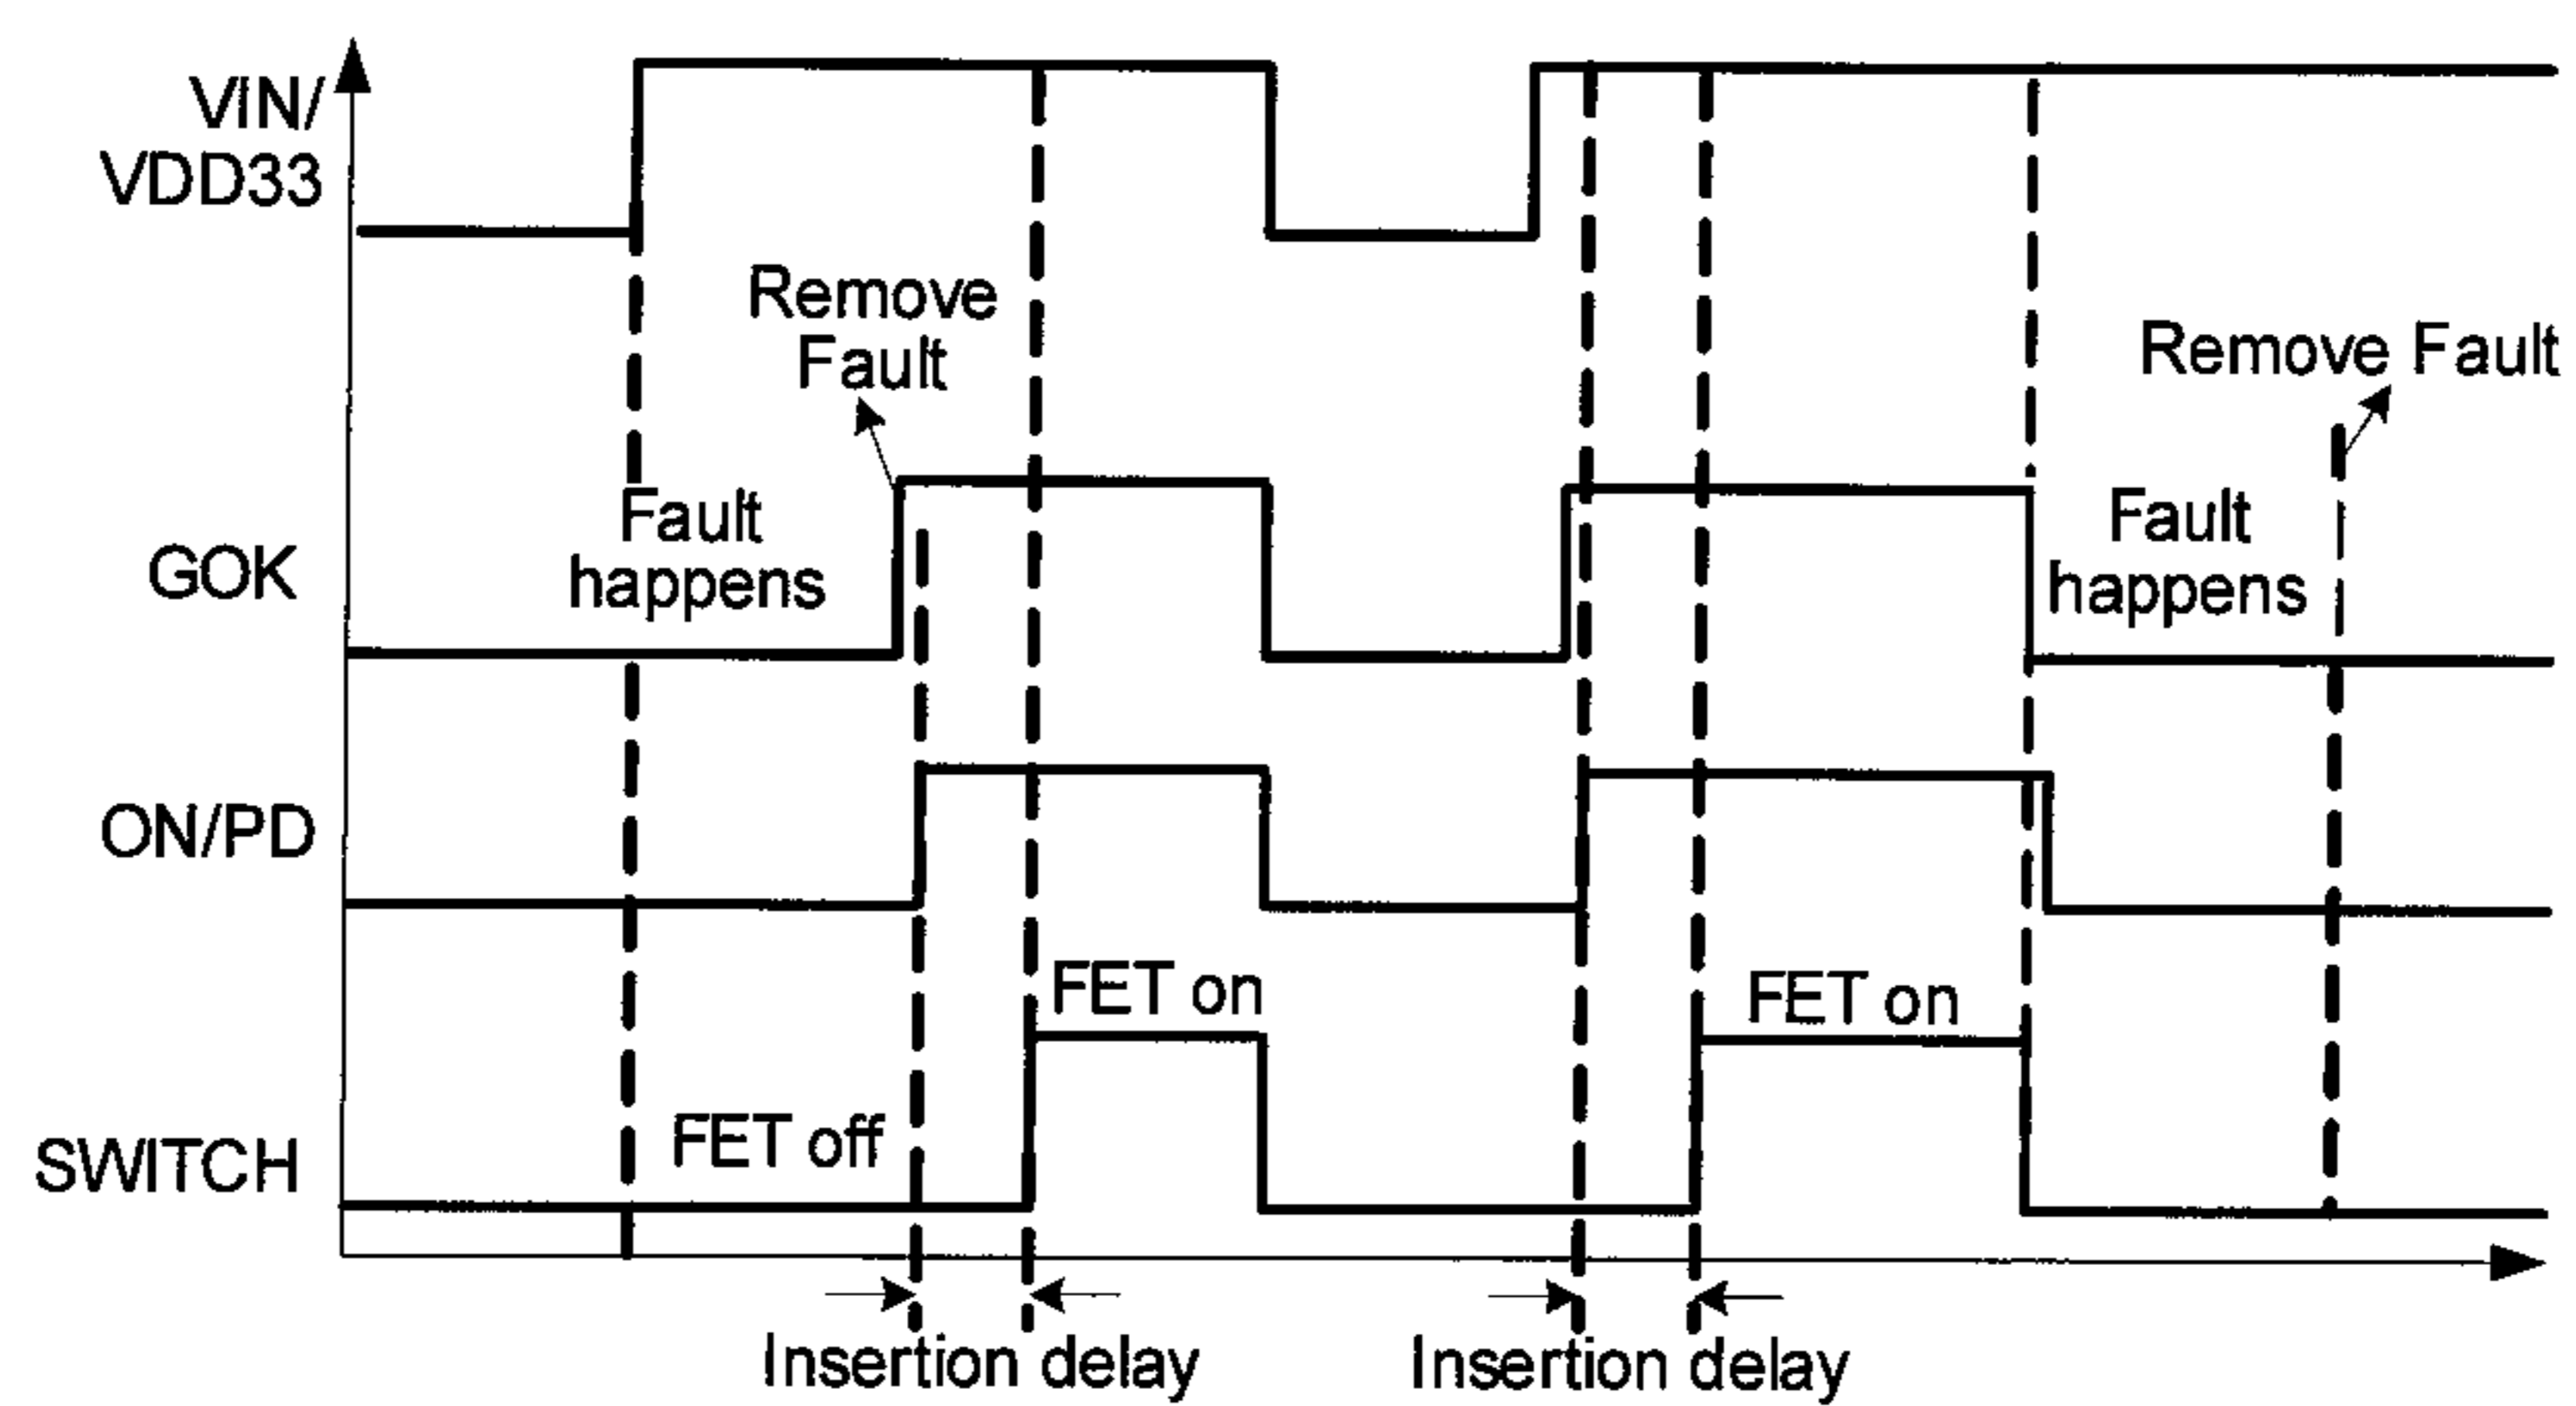 VIN/
VDD33
Remove
Fault
Remove Fault
Fault
happens
Fault
happens
GOK
ON/PD
FET on
FET on
FET off
SWITCH
Insertion delay
Insertion delay